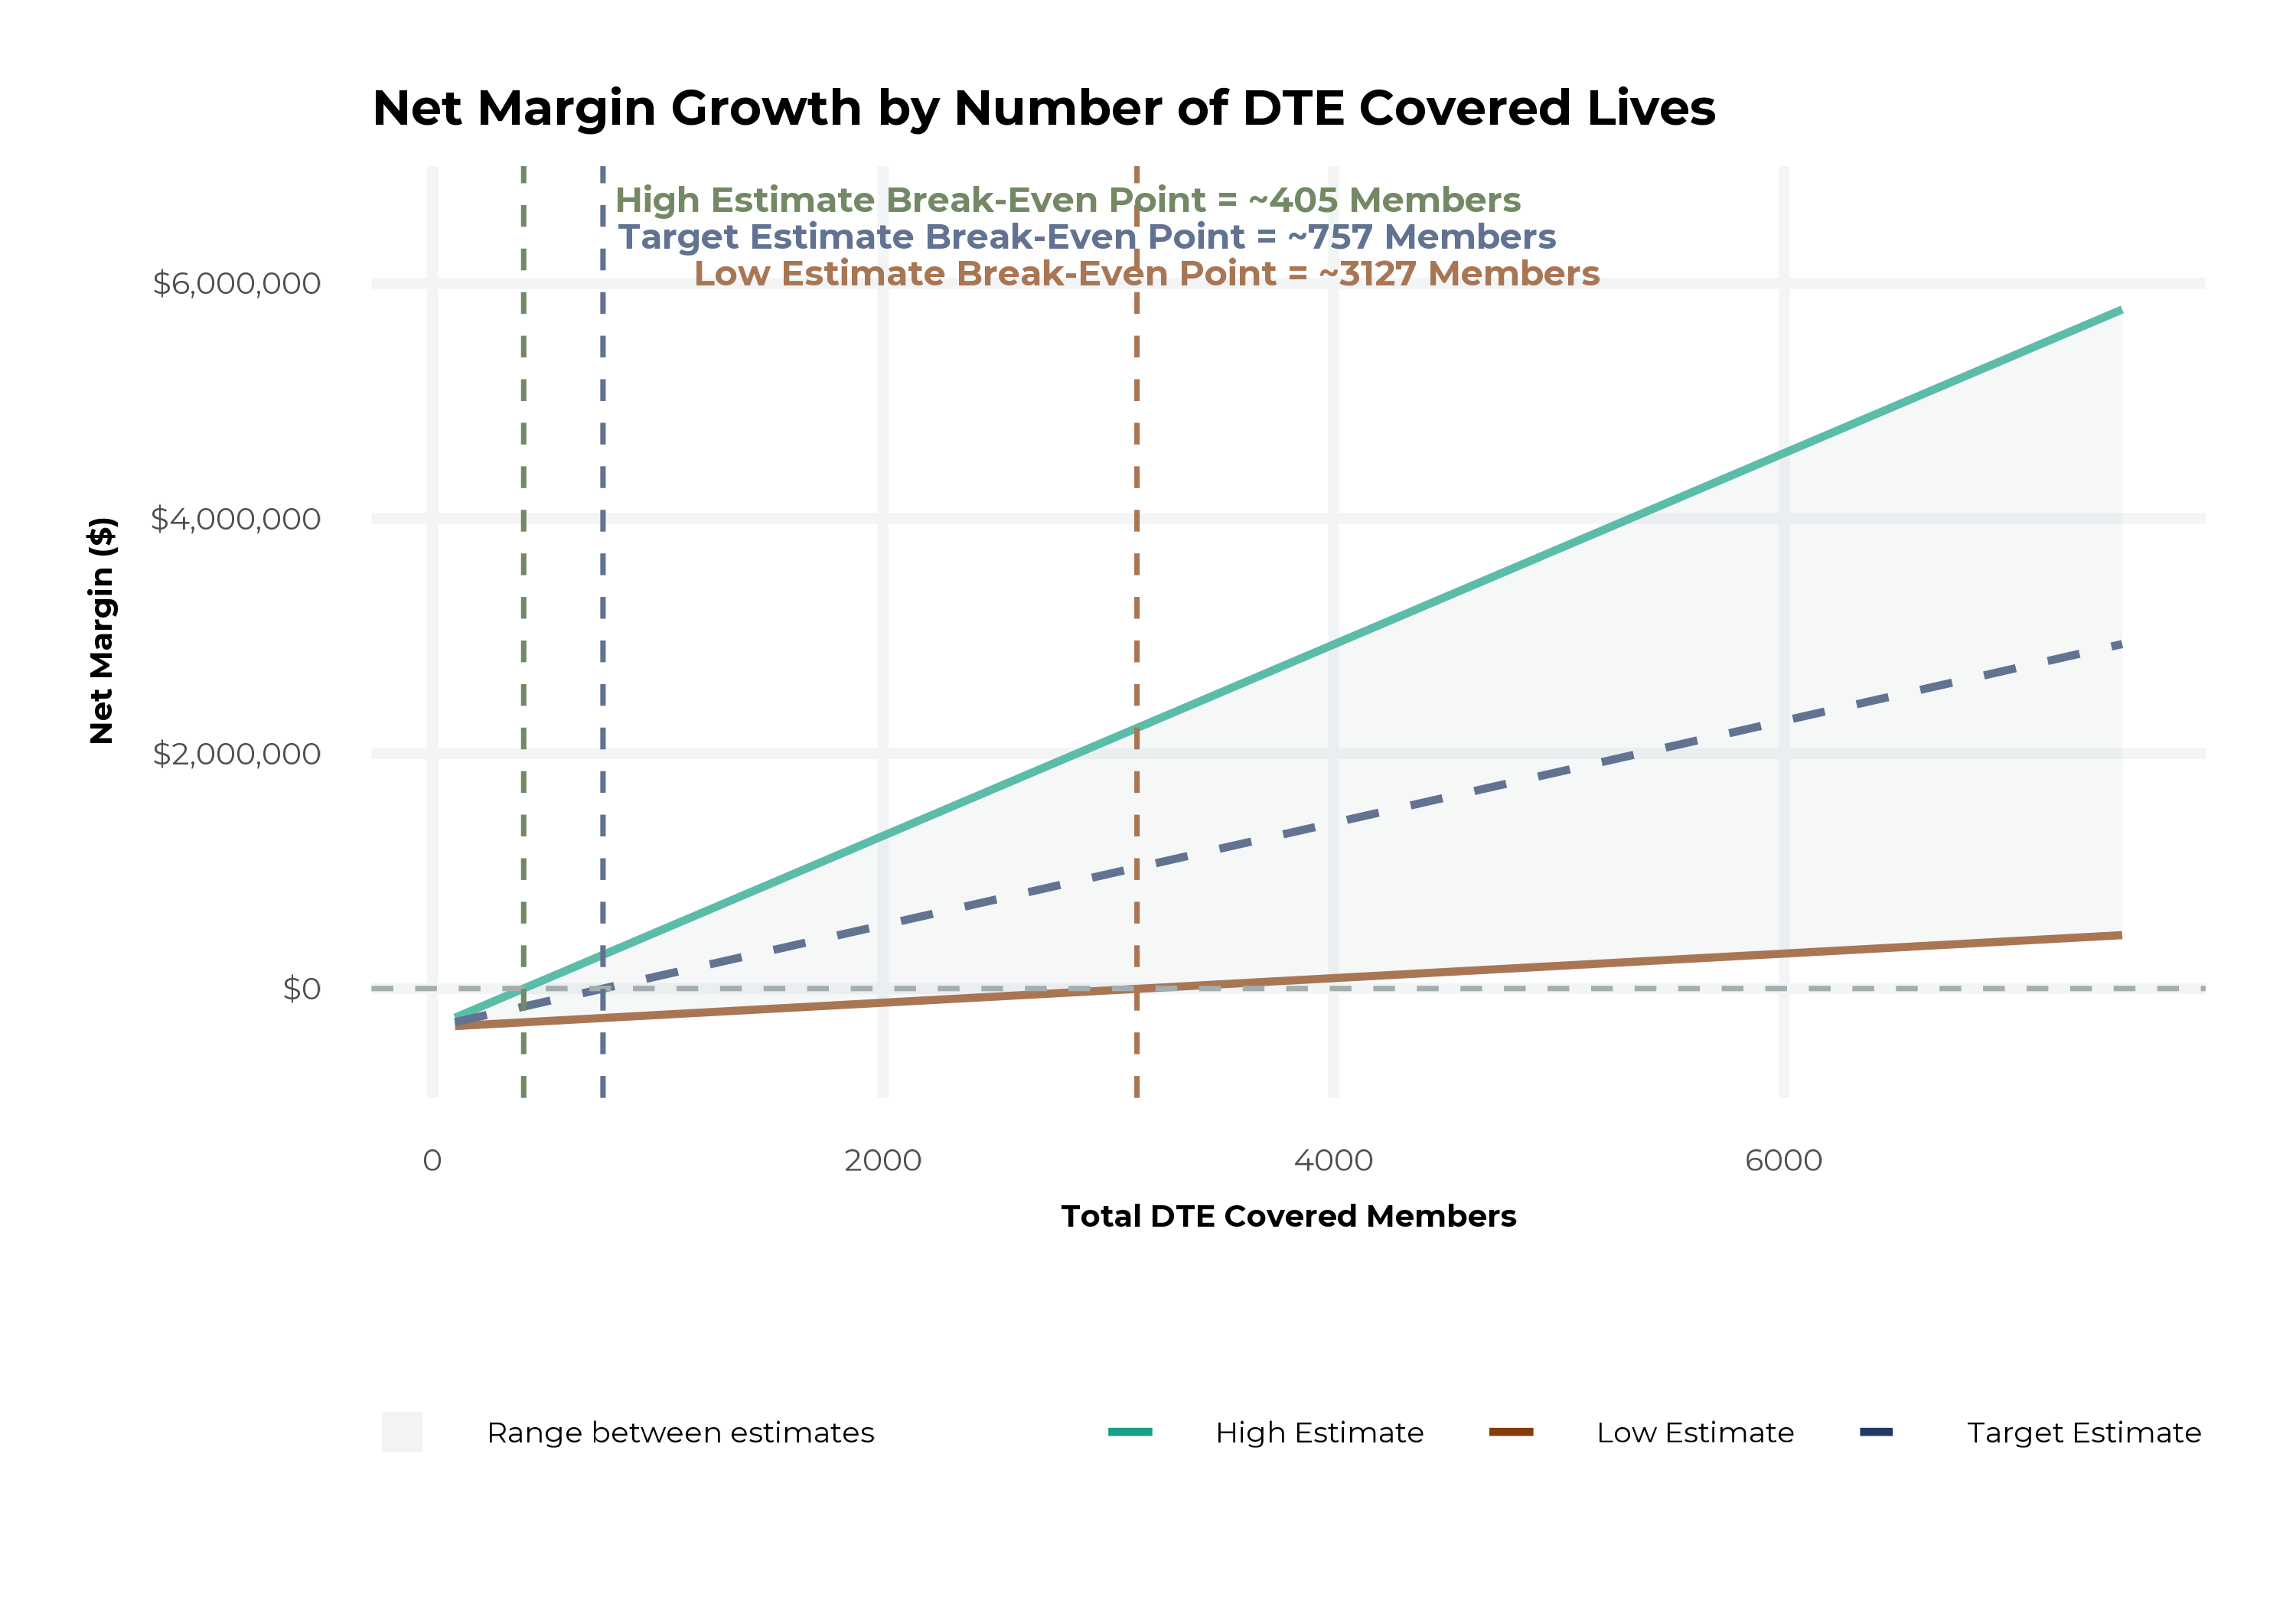 Net Margin Growth by Number of DTE Covered Lives
High Estimate Break-Even Point = ~405 Members
Target Estimate Break-Even Point = ~757 Members
Low Estimate Break-Even Point = ~3127 Members
$6,000,000
$4,000,000
$2,000,000
$0
Net Margin ($)
0 2000 4000 6000
Total DTE Covered Members
Range between estimates High Estimate Low Estimate Target Estimate